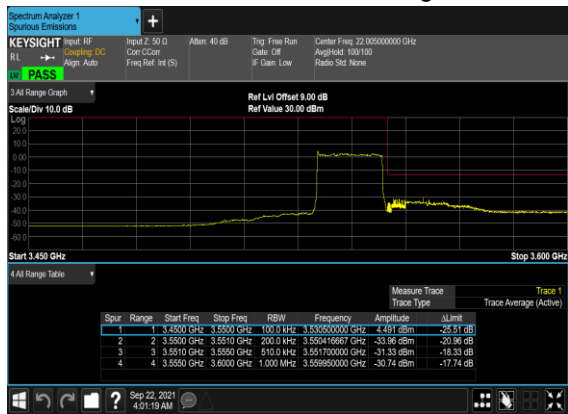 Spectrum Analyzer 1
Spurious Emissions
+
KEYSIGHT Input: RF Input Z: 50 Ω Atten: 40 dB Trig: Free Run Center Freq: 22.005000000 GHz
RL Coupling: DC Corr CCorr Gate: Off Avg|Hold: 100/100
Align: Auto Freq Ref: Int (S) IF Gain: Low Radio Std: None
PASS
3 All Range Graph
Ref Lvl Offset 9.00 dB
Scale/Div 10.0 dB Ref Value 30.00 dBm
Log
20.0
10.0
0.00
-10.0
-20.0
-30.0
-40.0
-50.0
-60.0
Start 3.450 GHz Stop 3.600 GHz
4 All Range Table
Measure Trace Trace 1
Trace Type Trace Average (Active)
Spur Range Start Freq Stop Freq RBW Frequency Amplitude ΔLimit
1 1 3.4500 GHz 3.5500 GHz 100.0 kHz 3.530500000 GHz 4.491 dBm -25.51 dB
2 2 3.5500 GHz 3.5510 GHz 200.0 kHz 3.550416667 GHz -33.96 dBm -20.96 dB
3 3 3.5510 GHz 3.5550 GHz 510.0 kHz 3.551700000 GHz -31.33 dBm -18.33 dB
4 4 3.5550 GHz 3.6000 GHz 1.000 MHz 3.559950000 GHz -30.74 dBm -17.74 dB
? Sep 22, 2021
4:01:19 AM